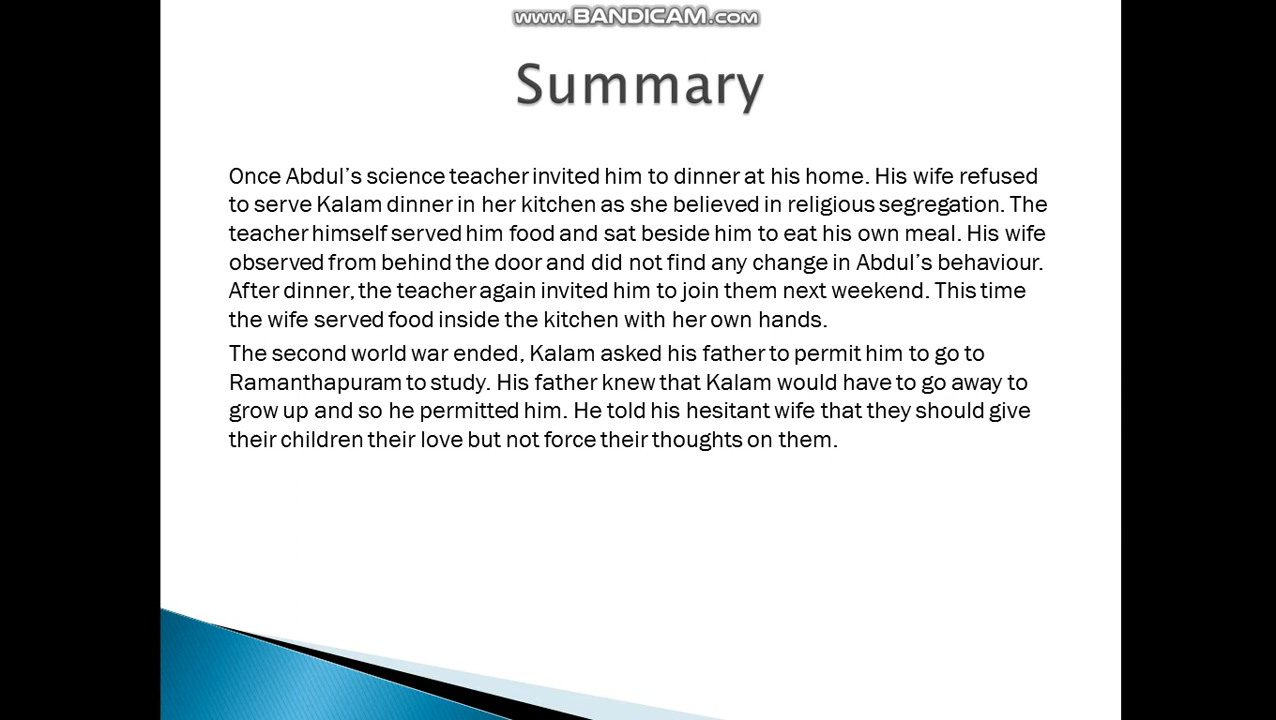 www.BANDICAM.com
Summary
Once Abdul's science teacher invited him to dinner at his home. His wife refused
to serve Kalam dinner in her kitchen as she believed in religious segregation. The
teacher himself served him food and sat beside him to eat his own meal. His wife
observed from behind the door and did not find any change in Abdul's behaviour.
After dinner, the teacher again invited him to join them next weekend. This time
the wife served food inside the kitchen with her own hands.
The second world war ended, Kalam asked his father to permit him to go to
Ramanthapuram to study. His father knew that Kalam would have to go away to
grow up and so he permitted him. He told his hesitant wife that they should give
their children their love but not force their thoughts on them.